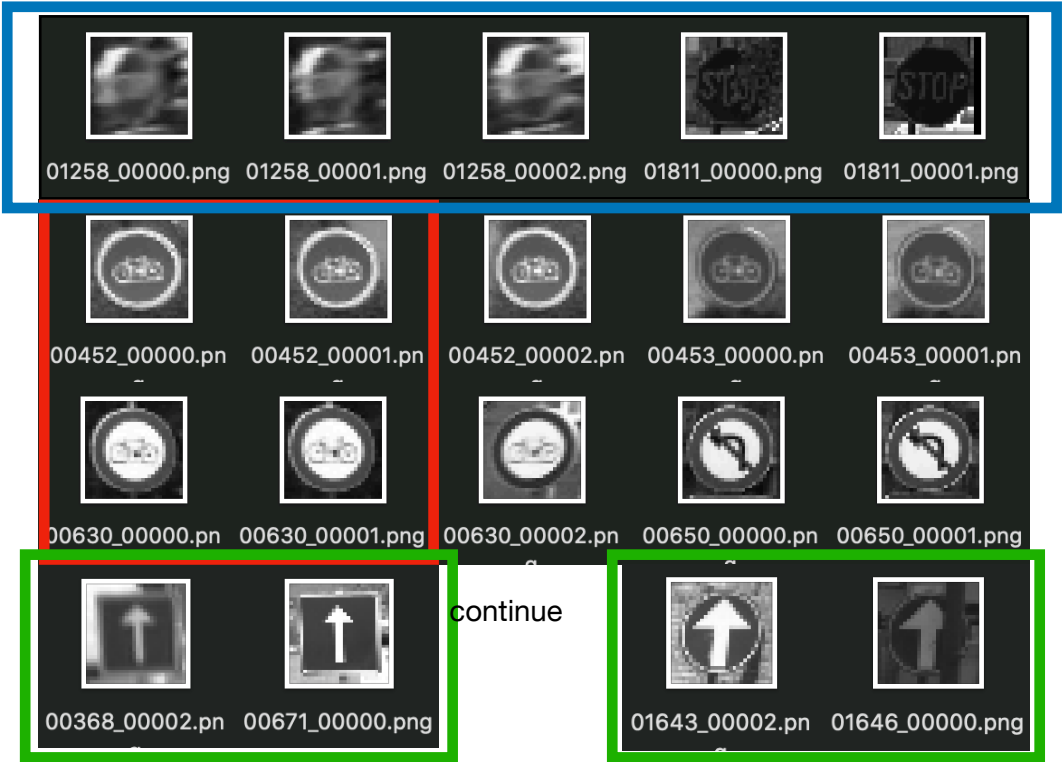 STOP
STOP
01258_00000.png 01258_00001.png 01258_00002.png 01811_00000.png 01811_00001.png
00452_00000.pn 00452_00001.pn 00452_00002.pn 00453_00000.pn 00453_00001.pn
00630_00000.pn 00630_00001.png 00630_00002.pn 00650_00000.pn 00650_00001.png
continue
00368_00002.pn 00671_00000.png 01643_00002.pn 01646_00000.png